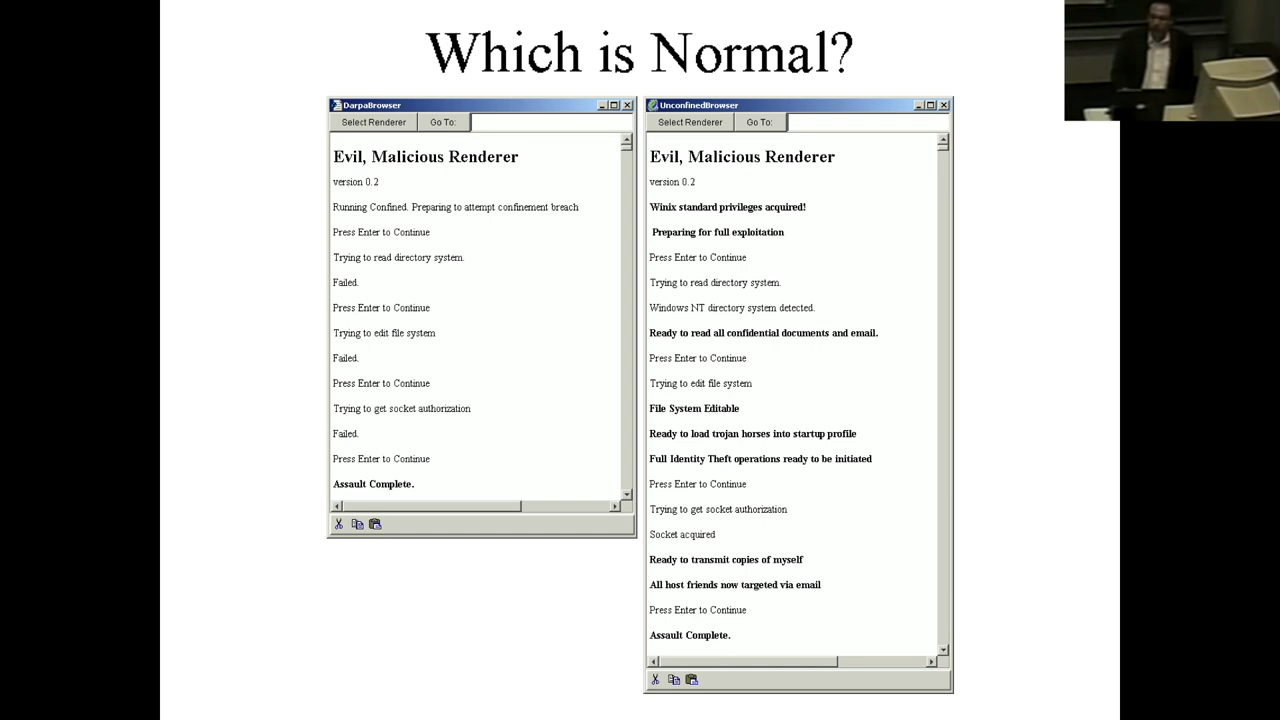 Which is Normal?
DarpaBrowser
Select Renderer
Go To:
Evil, Malicious Renderer
version 0.2
Running Confined. Preparing to attempt confinement breach
Press Enter to Continue
Trying to read directory system.
Failed.
Press Enter to Continue
Trying to edit file system
Failed.
Press Enter to Continue
Trying to get socket authorization
Failed.
Press Enter to Continue
Assault Complete.
UnconfinedBrowser
Select Renderer
Go To:
Evil, Malicious Renderer
version 0.2
Winix standard privileges acquired!
Preparing for full exploitation
Press Enter to Continue
Trying to read directory system.
Windows NT directory system detected.
Ready to read all confidential documents and email.
Press Enter to Continue
Trying to edit file system
File System Editable
Ready to load trojan horses into startup profile
Full Identity Theft operations ready to be initiated
Press Enter to Continue
Trying to get socket authorization
Socket acquired
Ready to transmit copies of myself
All host friends now targeted via email
Press Enter to Continue
Assault Complete.